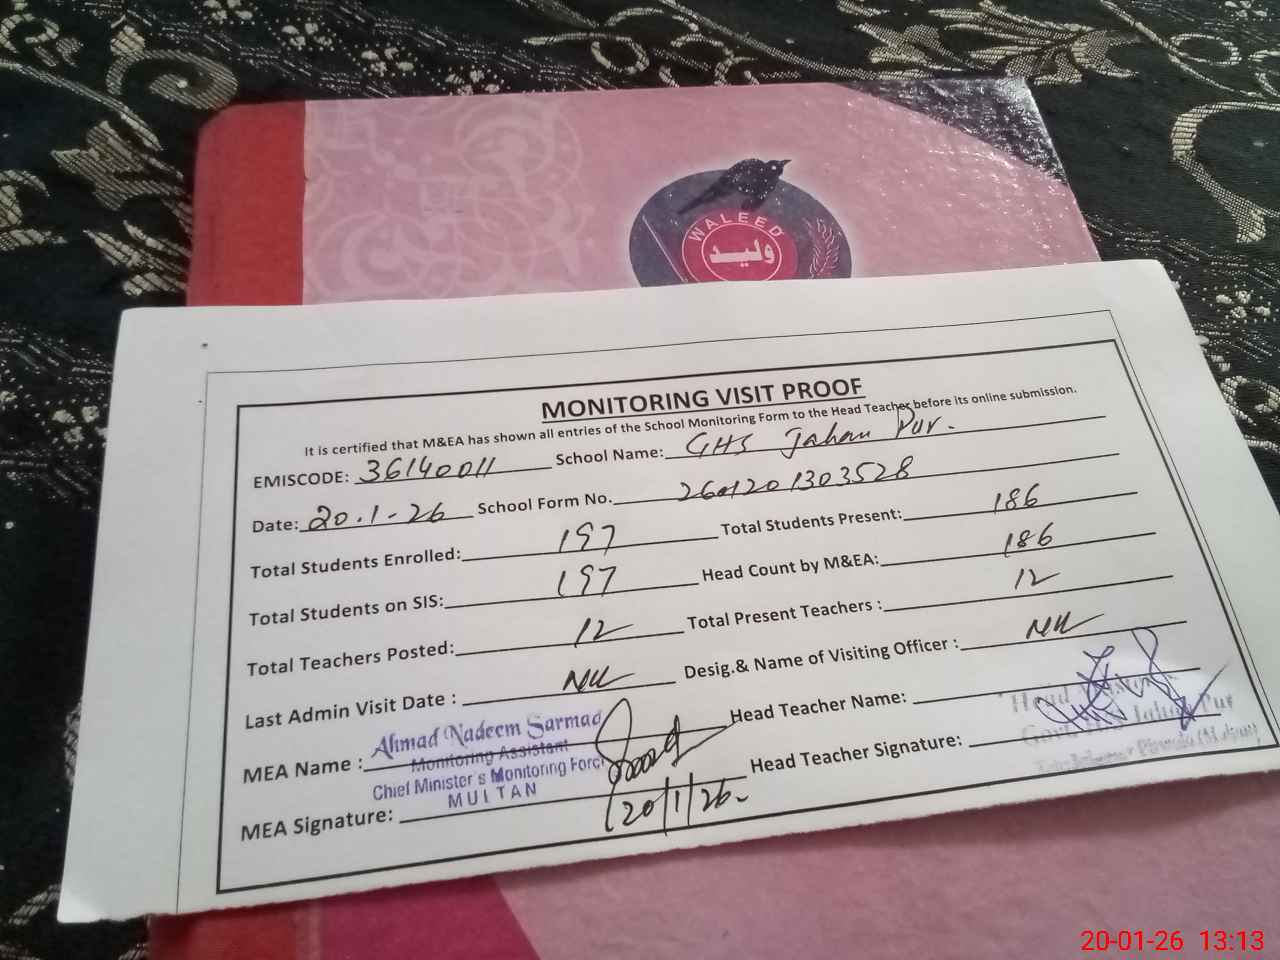 WALEED
وليد
MONITORING VISIT PROOF
It is certified that M&EA has shown all entries of the School Monitoring Form to the Head Teacher before its online submission.
EMISCODE: 36140011 School Name: GHS Jahan Pur.
Date: 20.1-26 School Form No. 2601201303528
Total Students Enrolled: 197 Total Students Present: 186
Total Students on SIS: 197 Head Count by M&EA: 186
Total Teachers Posted: 12 Total Present Teachers : 12
Last Admin Visit Date : Nil Desig.& Name of Visiting Officer : Nil
MEA Name : Ahmad Nadeem Sarmad Head Teacher Name: Head
Monitoring Assistant
Chief Minister s Monitoring Force
MULTAN
MEA Signature: 20/1/26. Head Teacher Signature: Jahan Pur
20-01-26 13:13